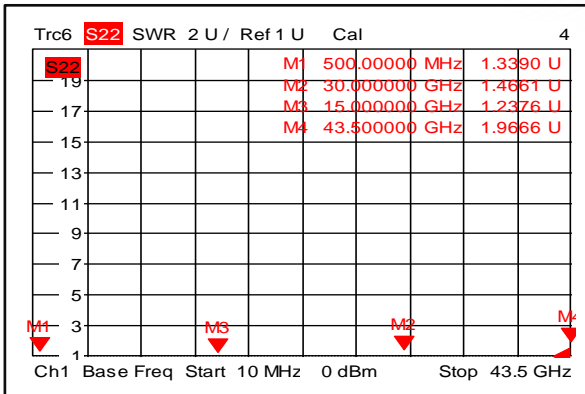 Trc6 S22 SWR 2 U / Ref 1 U Cal 4
S22
M1 500.00000 MHz 1.3390 U
M2 30.000000 GHz 1.4661 U
M3 15.000000 GHz 1.2376 U
M4 43.500000 GHz 1.9666 U
19
17
15
13
11
9
7
5
3
1
M1 M3 M2 M4
Ch1 Base Freq Start 10 MHz 0 dBm Stop 43.5 GHz